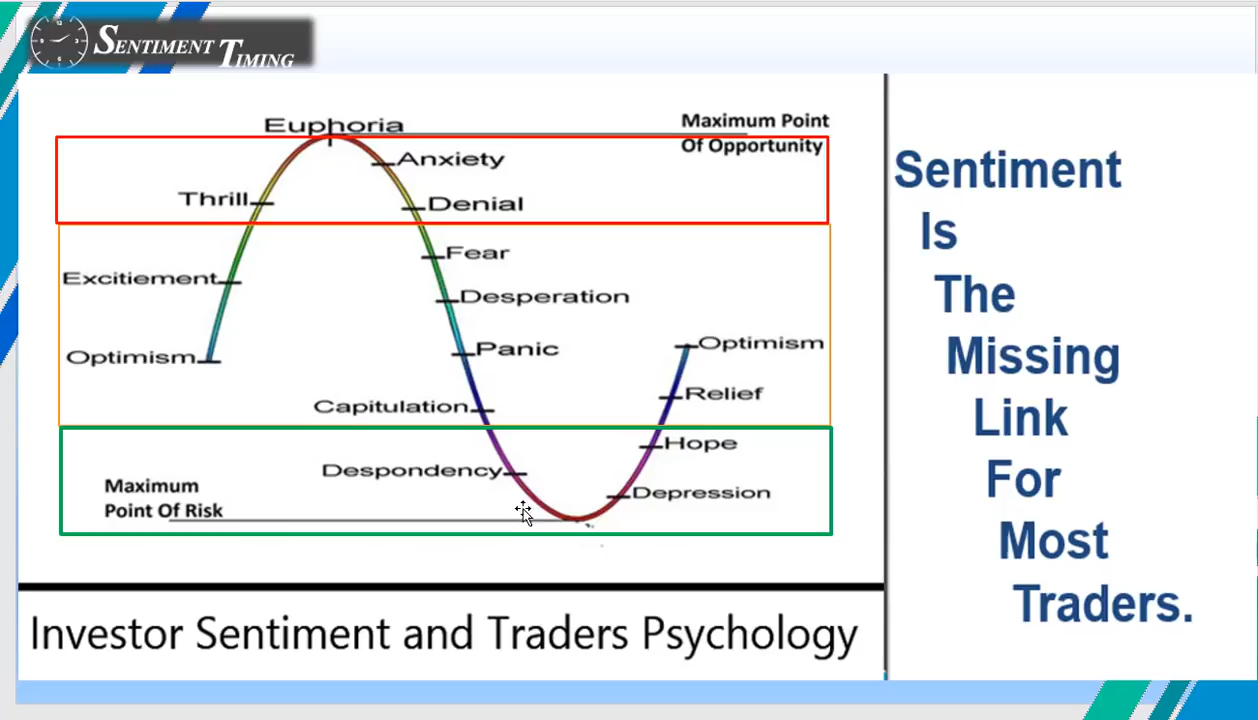 SENTIMENT TIMING
Euphoria
Maximum Point
Of Opportunity
Anxiety
Thrill
Denial
Fear
Excitiement
Desperation
Optimism
Panic
Optimism
Relief
Capitulation
Hope
Despondency
Depression
Maximum
Point Of Risk
Investor Sentiment and Traders Psychology
Sentiment
Is
The
Missing
Link
For
Most
Traders.